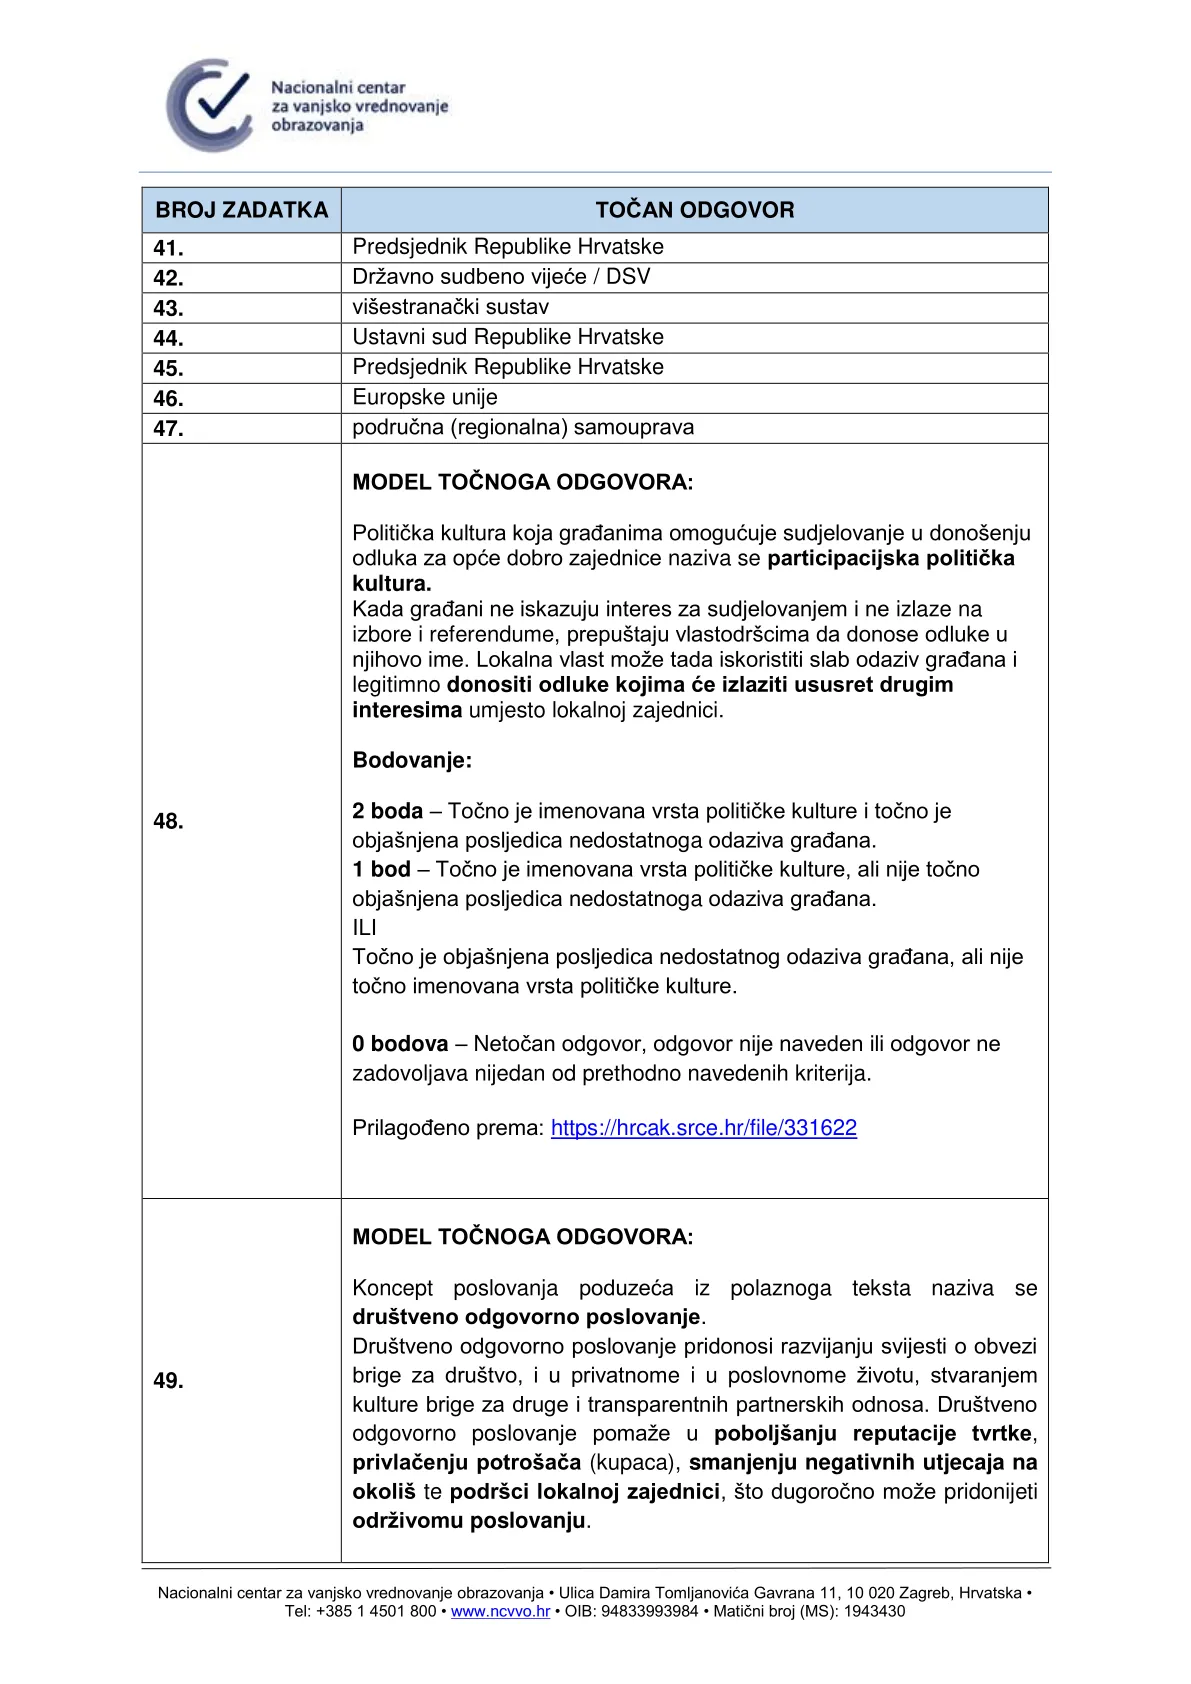 Nacionalni centar
za vanjsko vrednovanje
obrazovanja
BROJ ZADATKA TOČAN ODGOVOR
41. Predsjednik Republike Hrvatske
42. Državno sudbeno vijeće / DSV
43. višestranački sustav
44. Ustavni sud Republike Hrvatske
45. Predsjednik Republike Hrvatske
46. Europske unije
47. područna (regionalna) samouprava
48.
MODEL TOČNOGA ODGOVORA:
Politička kultura koja građanima omogućuje sudjelovanje u donošenju
odluka za opće dobro zajednice naziva se participacijska politička
kultura.
Kada građani ne iskazuju interes za sudjelovanjem i ne izlaze na
izbore i referendume, prepuštaju vlastodršcima da donose odluke u
njihovo ime. Lokalna vlast može tada iskoristiti slab odaziv građana i
legitimno donositi odluke kojima će izlaziti ususret drugim
interesima umjesto lokalnoj zajednici.
Bodovanje:
2 boda – Točno je imenovana vrsta političke kulture i točno je
objašnjena posljedica nedostatnoga odaziva građana.
1 bod – Točno je imenovana vrsta političke kulture, ali nije točno
objašnjena posljedica nedostatnoga odaziva građana.
ILI
Točno je objašnjena posljedica nedostatnog odaziva građana, ali nije
točno imenovana vrsta političke kulture.
0 bodova – Netočan odgovor, odgovor nije naveden ili odgovor ne
zadovoljava nijedan od prethodno navedenih kriterija.
Prilagođeno prema: https://hrcak.srce.hr/file/331622
49.
MODEL TOČNOGA ODGOVORA:
Koncept poslovanja poduzeća iz polaznoga teksta naziva se
društveno odgovorno poslovanje.
Društveno odgovorno poslovanje pridonosi razvijanju svijesti o obvezi
brige za društvo, i u privatnome i u poslovnome životu, stvaranjem
kulture brige za druge i transparentnih partnerskih odnosa. Društveno
odgovorno poslovanje pomaže u poboljšanju reputacije tvrtke,
privlačenju potrošača (kupaca), smanjenju negativnih utjecaja na
okoliš te podršci lokalnoj zajednici, što dugoročno može pridonijeti
održivomu poslovanju.
Nacionalni centar za vanjsko vrednovanje obrazovanja • Ulica Damira Tomljanovića Gavrana 11, 10 020 Zagreb, Hrvatska •
Tel: +385 1 4501 800 • www.ncvvo.hr • OIB: 94833993984 • Matični broj (MS): 1943430